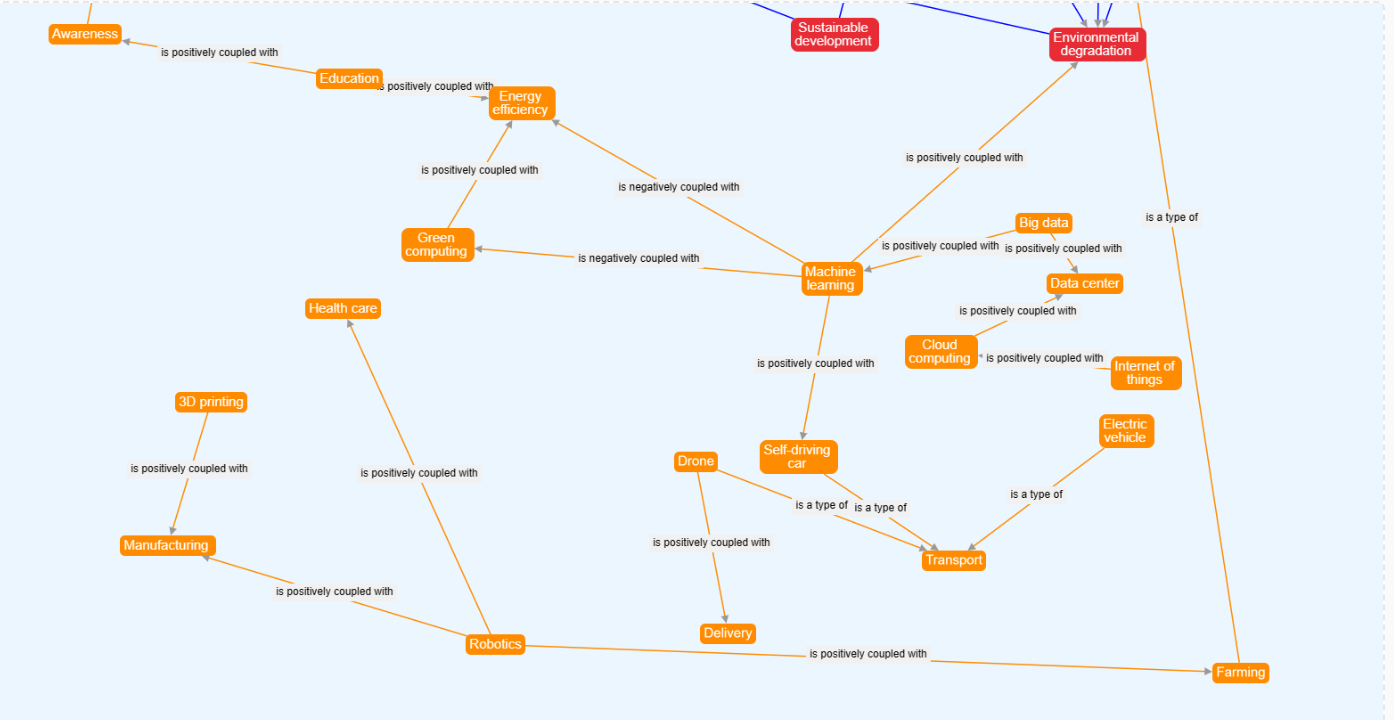 Sustainable
development
Awareness
Environmental
degradation
is positively coupled with
Education
is positively coupled with
Energy
efficiency
is positively coupled with
is positively coupled with
is negatively coupled with
is a type of
Big data
Green
computing
is positively coupled with
is positively coupled with
is negatively coupled with
Machine
learning
Data center
Health care
is positively coupled with
Cloud
computing
is positively coupled with
is positively coupled with
Internet of
things
3D printing
Electric
vehicle
Self-driving
car
Drone
is positively coupled with
is positively coupled with
is a type of
is a type of
is a type of
Manufacturing
is positively coupled with
Transport
is positively coupled with
Delivery
Robotics
is positively coupled with
Farming